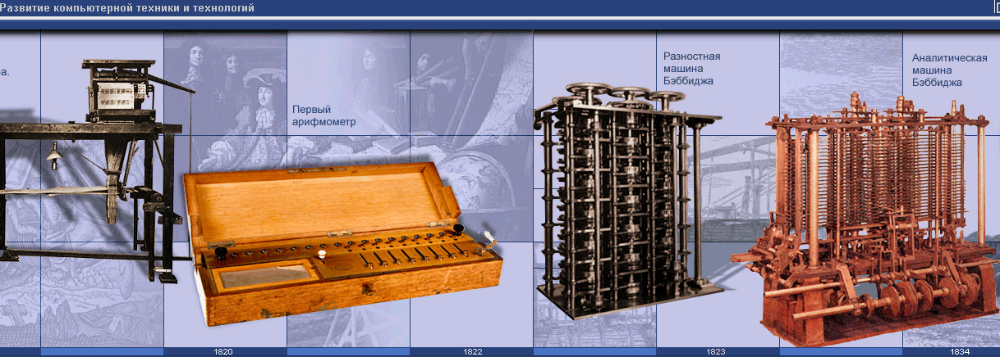 Развитие компьютерной техники и технологий
а.
Первый
арифмометр
Разностная
машина
Бэббиджа
Аналитическая
машина
Бэббиджа
1820
1822
1823
1834